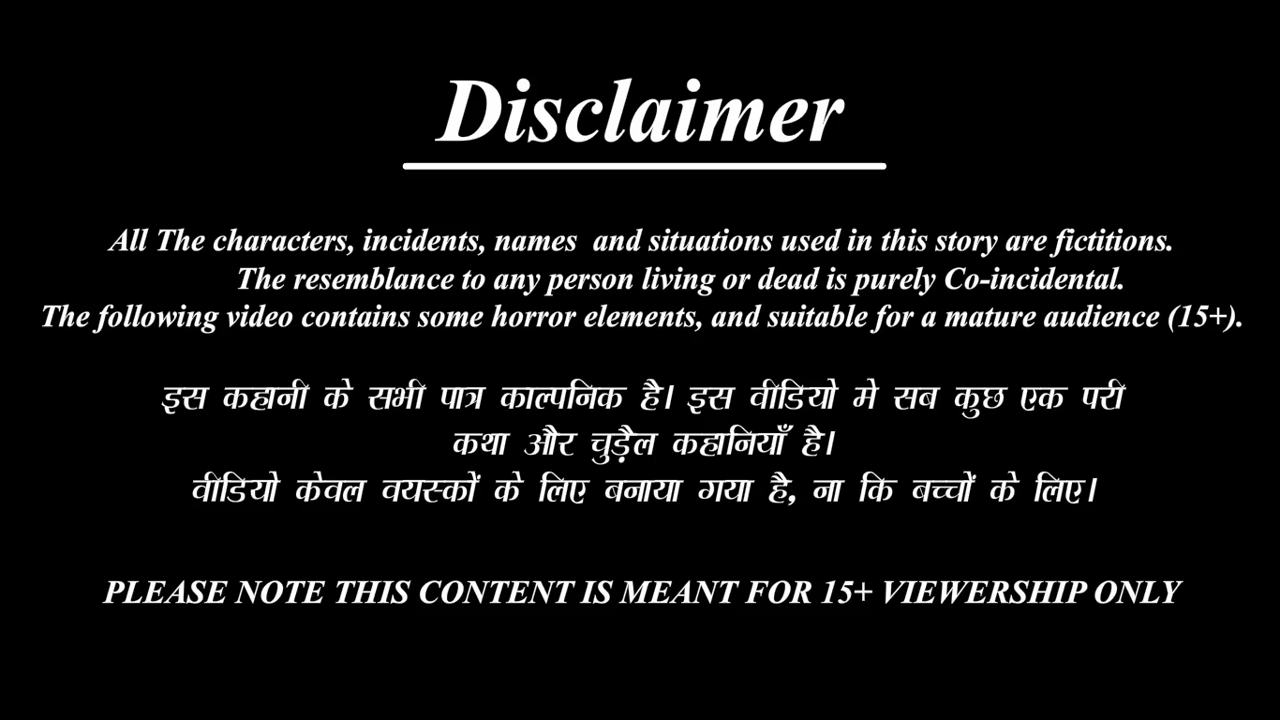 Disclaimer
All The characters, incidents, names and situations used in this story are fictitions.
The resemblance to any person living or dead is purely Co-incidental.
The following video contains some horror elements, and suitable for a mature audience (15+).
इस कहानी के सभी पात्र काल्पनिक है। इस वीडियो मे सब कुछ एक परी
कथा और चुड़ैल कहानियाँ है।
वीडियो केवल वयस्कों के लिए बनाया गया है, ना कि बच्चों के लिए।
PLEASE NOTE THIS CONTENT IS MEANT FOR 15+ VIEWERSHIP ONLY